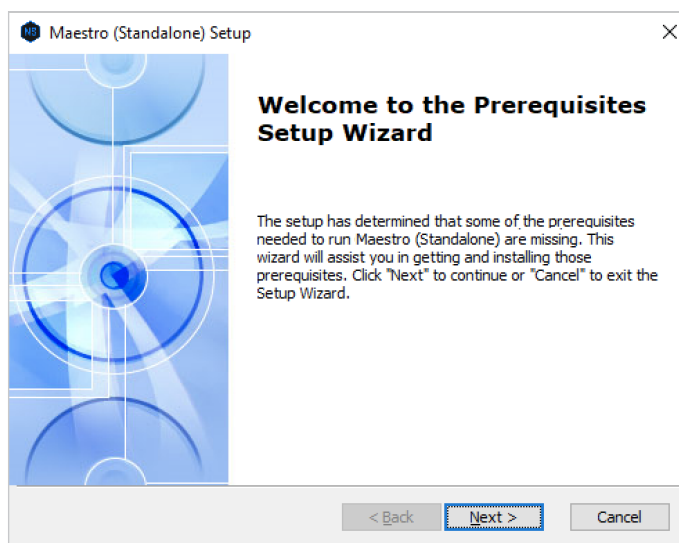 NS Maestro (Standalone) Setup
Welcome to the Prerequisites
Setup Wizard
The setup has determined that some of the prerequisites
needed to run Maestro (Standalone) are missing. This
wizard will assist you in getting and installing those
prerequisites. Click "Next" to continue or "Cancel" to exit the
Setup Wizard.
< Back Next > Cancel